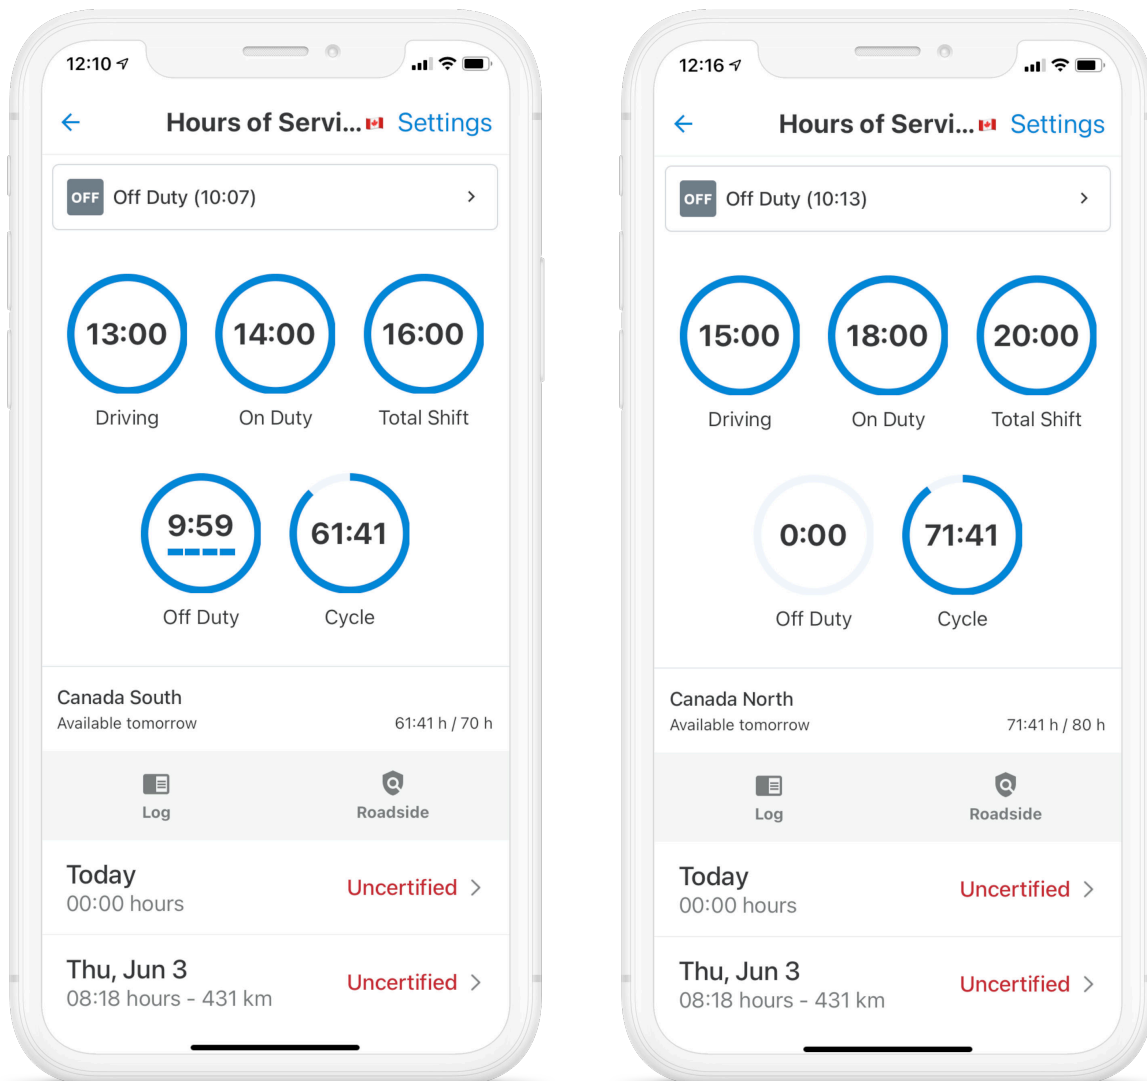 12:10
Hours of Servi... Settings
OFF Off Duty (10:07)
13:00 14:00 16:00
Driving On Duty Total Shift
9:59 61:41
Off Duty Cycle
Canada South
Available tomorrow 61:41 h / 70 h
Log Roadside
Today
00:00 hours
Uncertified
Thu, Jun 3
08:18 hours - 431 km
Uncertified
12:16
Hours of Servi... Settings
OFF Off Duty (10:13)
15:00 18:00 20:00
Driving On Duty Total Shift
0:00 71:41
Off Duty Cycle
Canada North
Available tomorrow 71:41 h / 80 h
Log Roadside
Today
00:00 hours
Uncertified
Thu, Jun 3
08:18 hours - 431 km
Uncertified